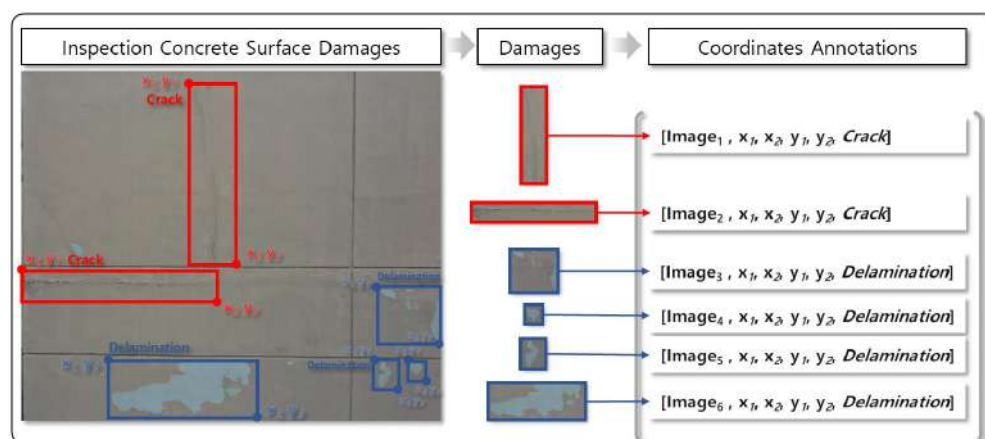 Inspection Concrete Surface Damages
Damages
Coordinates Annotations
Crack
Crack
Delamination
Delamination
Delamination
[Image₁ , x₁, x₂, y₁, y₂, Crack]
[Image₂ , x₁, x₂, y₁, y₂, Crack]
[Image₃ , x₁, x₂, y₁, y₂, Delamination]
[Image₄ , x₁, x₂, y₁, y₂, Delamination]
[Image₅ , x₁, x₂, y₁, y₂, Delamination]
[Image₆ , x₁, x₂, y₁, y₂, Delamination]